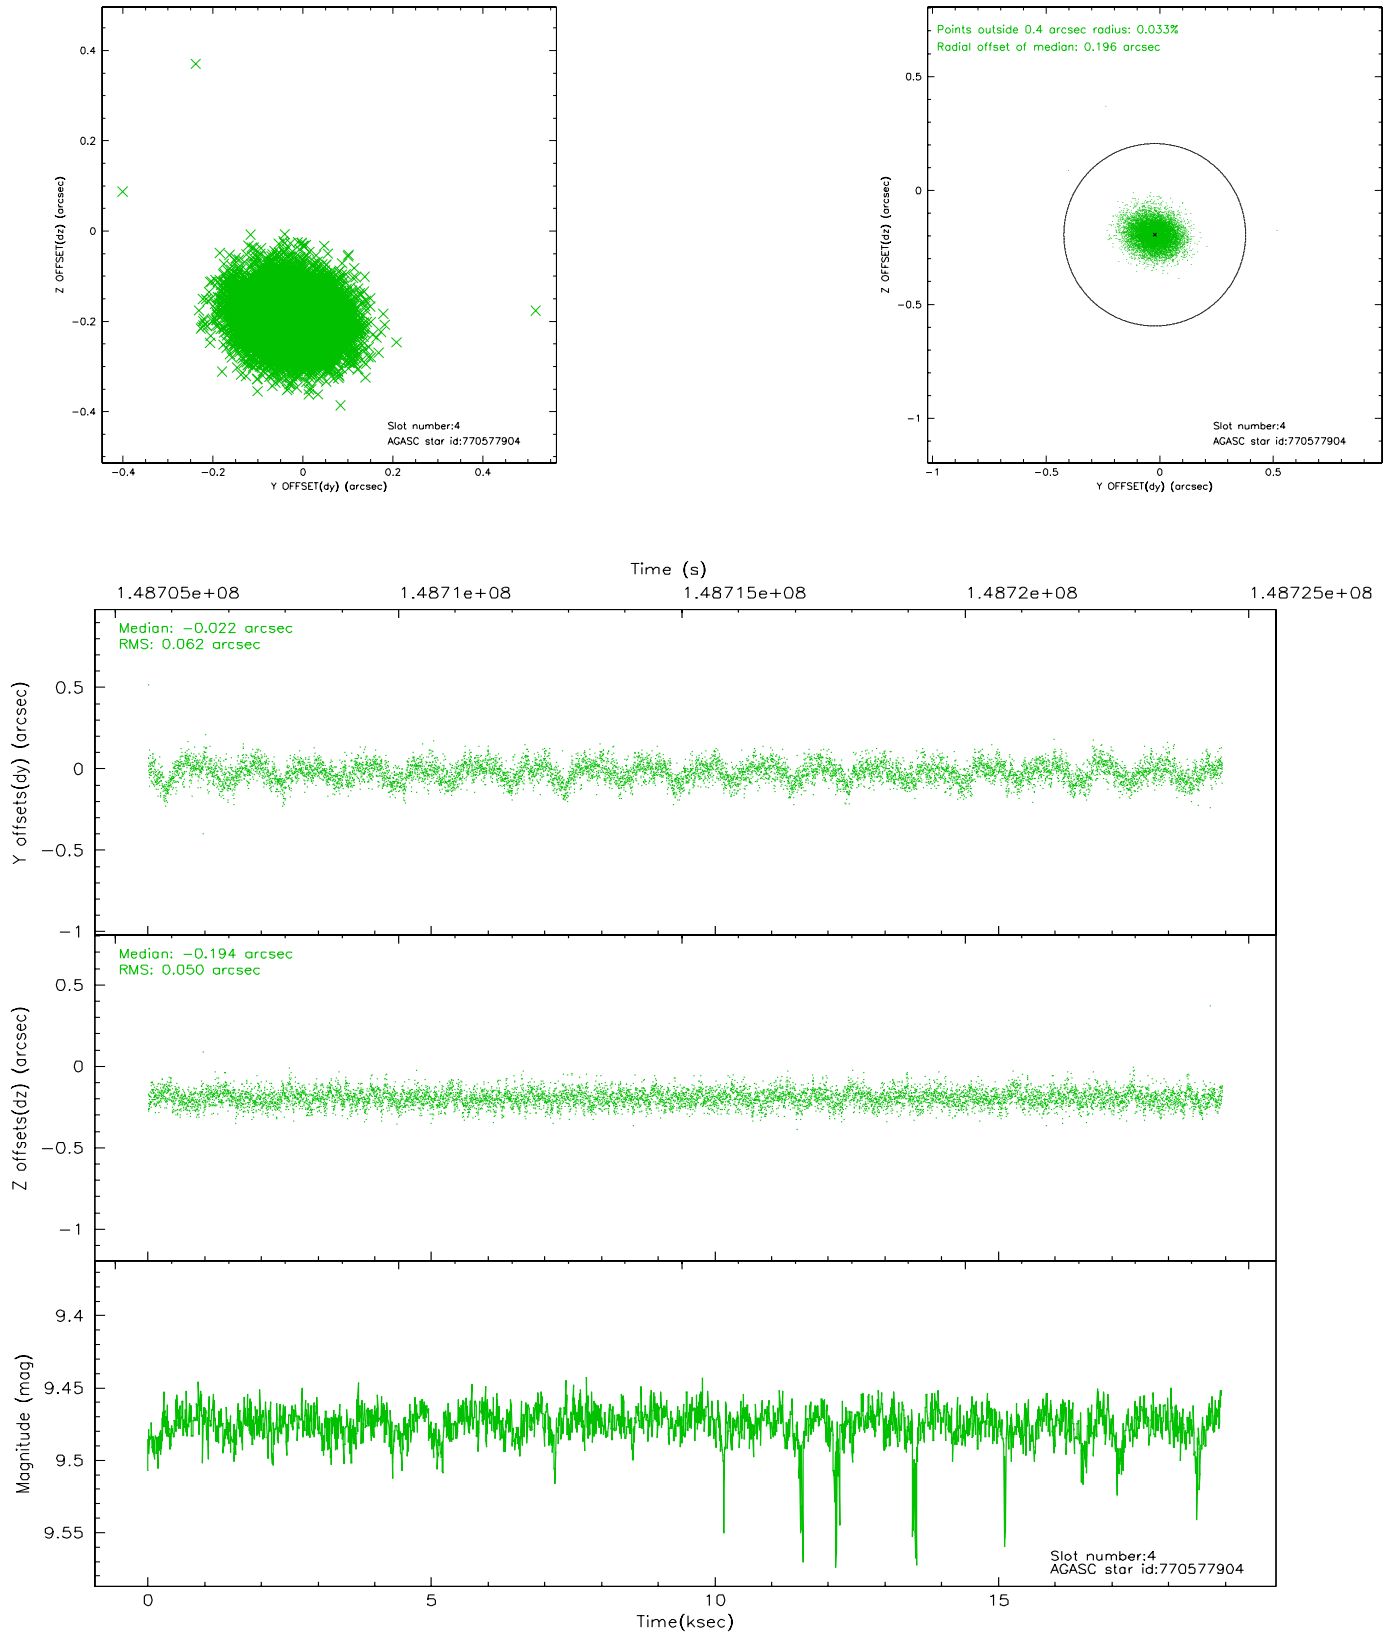 0.4
0.2
0
−0.2
−0.4
Z OFFSET(dz) (arcsec)
−0.4
−0.2
0
0.2
0.4
Y OFFSET(dy) (arcsec)
Slot number:4
AGASC star id:770577904
Points outside 0.4 arcsec radius: 0.033%
Radial offset of median: 0.196 arcsec
0.5
0
−0.5
−1
Z OFFSET(dz) (arcsec)
−1
−0.5
0
0.5
Y OFFSET(dy) (arcsec)
Slot number:4
AGASC star id:770577904
Time (s)
1.48705e+08
1.4871e+08
1.48715e+08
1.4872e+08
1.48725e+08
Median: −0.022 arcsec
RMS: 0.062 arcsec
0.5
0
−0.5
−1
Y offsets(dy) (arcsec)
Median: −0.194 arcsec
RMS: 0.050 arcsec
0.5
0
−0.5
−1
Z offsets(dz) (arcsec)
9.4
9.45
9.5
9.55
Magnitude (mag)
Slot number:4
AGASC star id:770577904
0
5
10
15
Time(ksec)